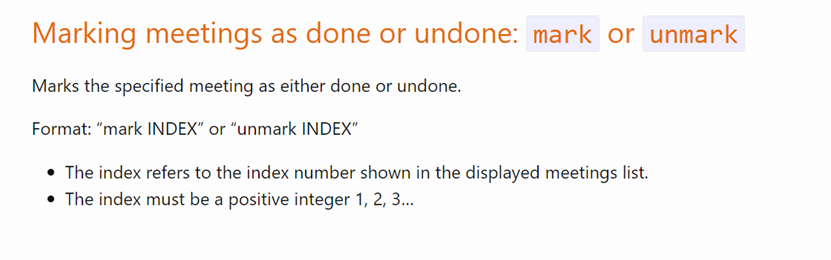 Marking meetings as done or undone: mark or unmark
Marks the specified meeting as either done or undone.
Format: “mark INDEX” or “unmark INDEX”
• The index refers to the index number shown in the displayed meetings list.
• The index must be a positive integer 1, 2, 3…